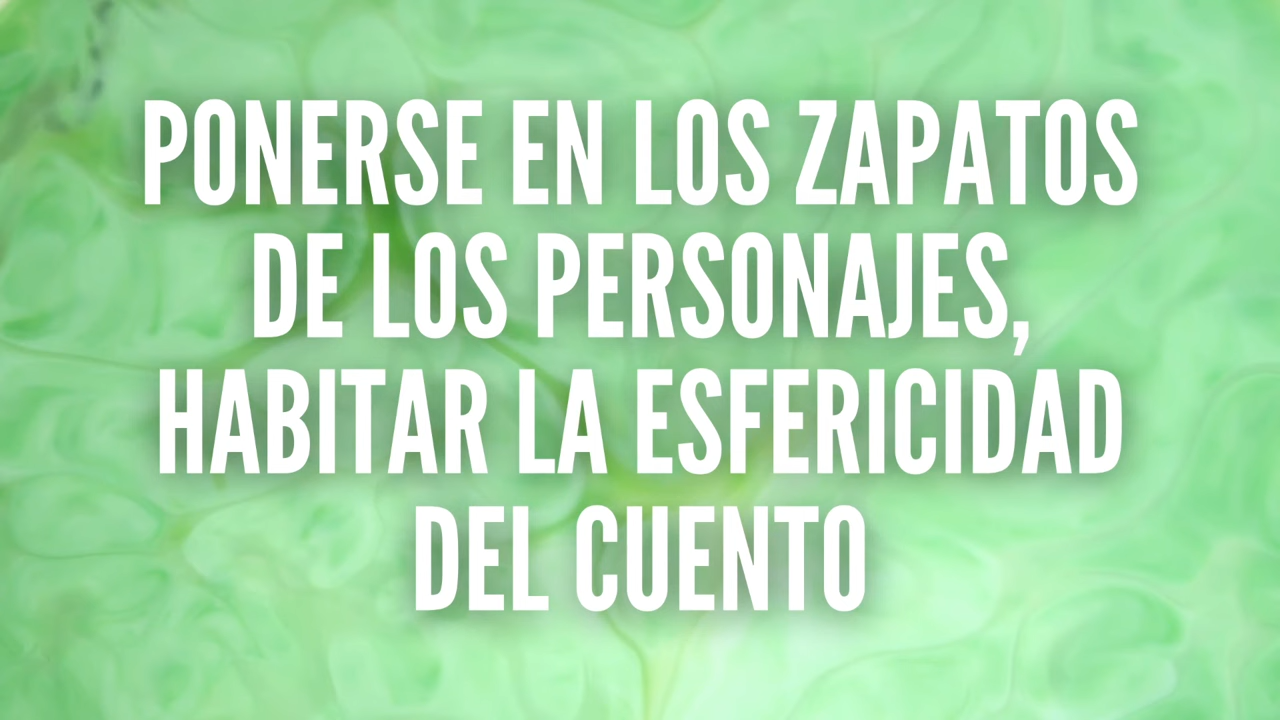 PONERSE EN LOS ZAPATOS
DE LOS PERSONAJES,
HABITAR LA ESFERICIDAD
DEL CUENTO